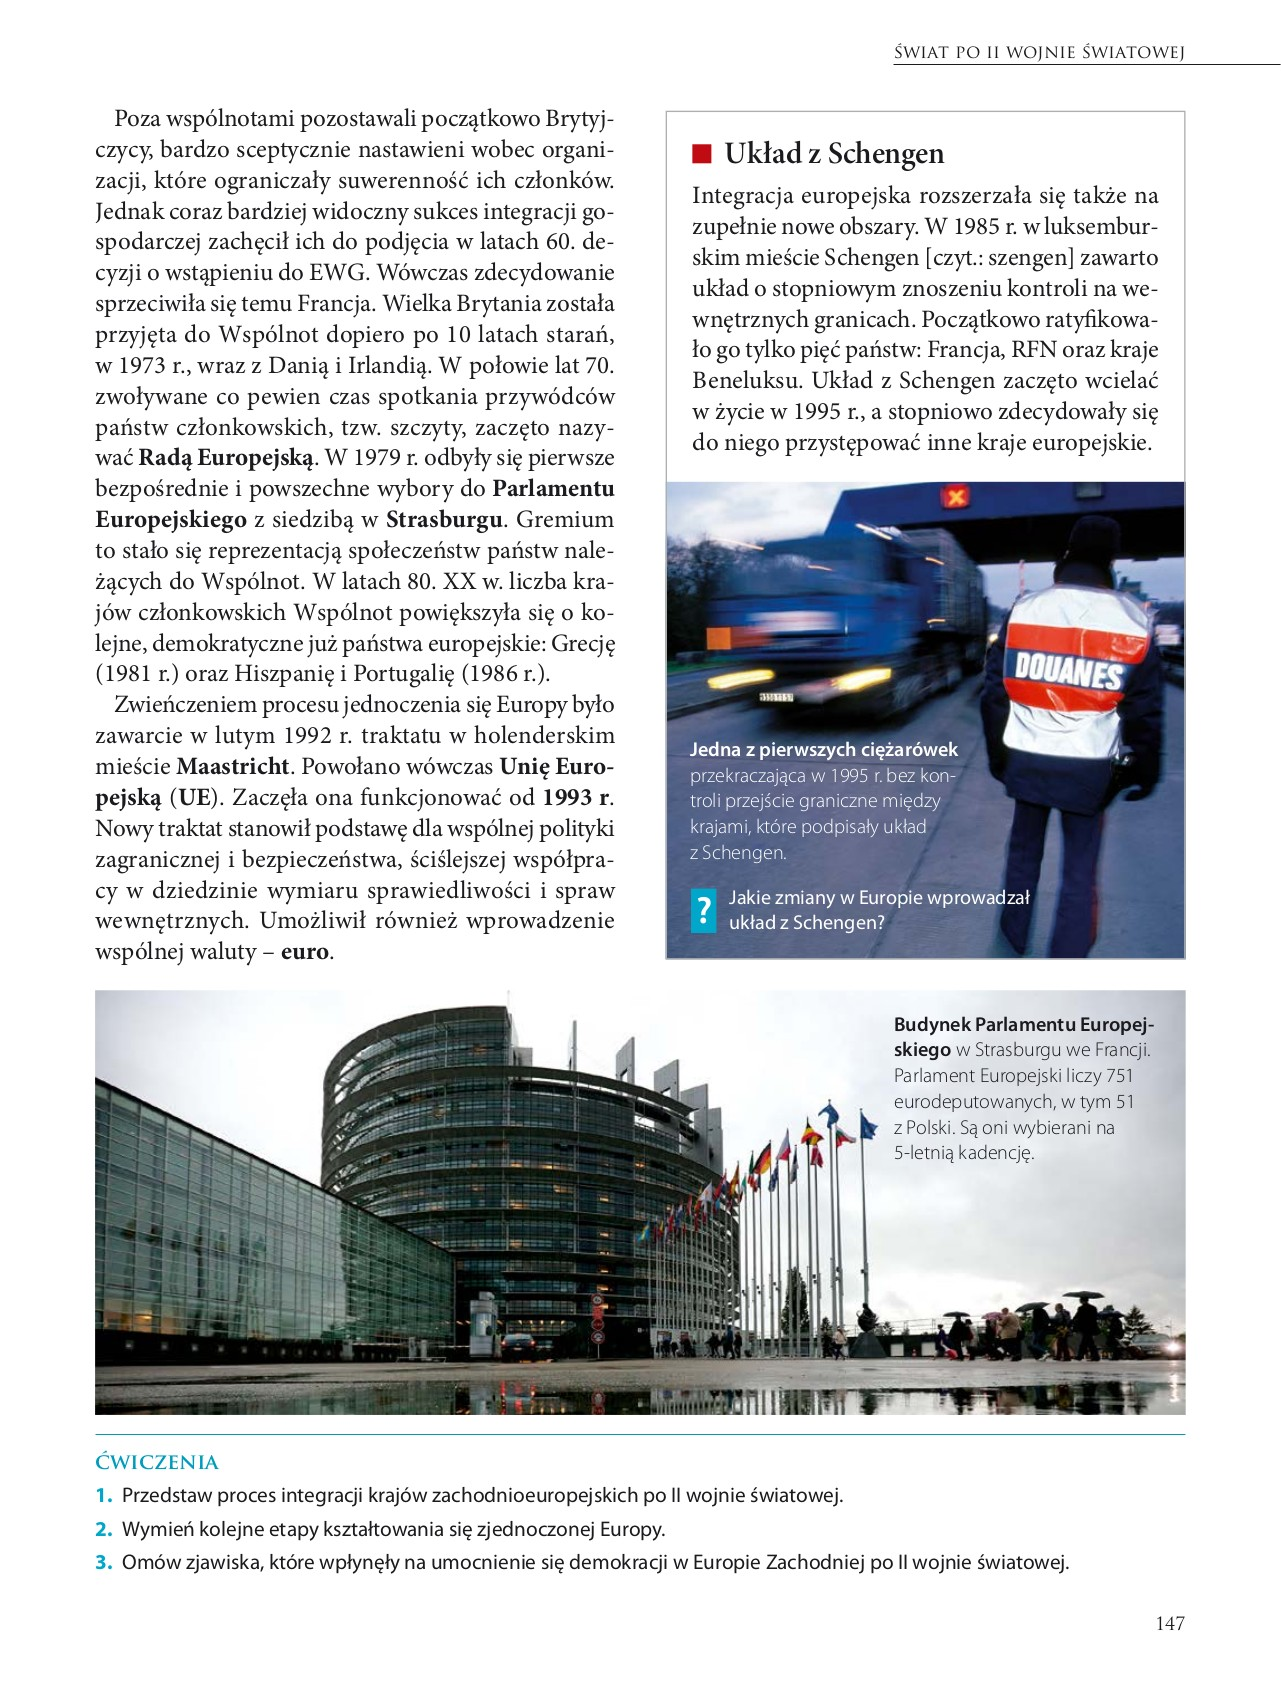 ŚWIAT PO II WOJNIE ŚWIATOWEJ
Poza wspólnotami pozostawali początkowo Brytyj-
czycy, bardzo sceptycznie nastawieni wobec organi-
zacji, które ograniczały suwerenność ich członków.
Jednak coraz bardziej widoczny sukces integracji go-
spodarczej zachęcił ich do podjęcia w latach 60. de-
cyzji o wstąpieniu do EWG. Wówczas zdecydowanie
sprzeciwiła się temu Francja. Wielka Brytania została
przyjęta do Wspólnot dopiero po 10 latach starań,
w 1973 r., wraz z Danią i Irlandią. W połowie lat 70.
zwoływane co pewien czas spotkania przywódców
państw członkowskich, tzw. szczyty, zaczęto nazy-
wać Radą Europejską. W 1979 r. odbyły się pierwsze
bezpośrednie i powszechne wybory do Parlamentu
Europejskiego z siedzibą w Strasburgu. Gremium
to stało się reprezentacją społeczeństw państw nale-
żących do Wspólnot. W latach 80. XX w. liczba kra-
jów członkowskich Wspólnot powiększyła się o ko-
lejne, demokratyczne już państwa europejskie: Grecję
(1981 r.) oraz Hiszpanię i Portugalię (1986 r.).
Zwieńczeniem procesu jednoczenia się Europy było
zawarcie w lutym 1992 r. traktatu w holenderskim
mieście Maastricht. Powołano wówczas Unię Euro-
pejską (UE). Zaczęła ona funkcjonować od 1993 r.
Nowy traktat stanowił podstawę dla wspólnej polityki
zagranicznej i bezpieczeństwa, ściślejszej współpra-
cy w dziedzinie wymiaru sprawiedliwości i spraw
wewnętrznych. Umożliwił również wprowadzenie
wspólnej waluty – euro.
Układ z Schengen
Integracja europejska rozszerzała się także na
zupełnie nowe obszary. W 1985 r. w luksembur-
skim mieście Schengen [czyt.: szengen] zawarto
układ o stopniowym znoszeniu kontroli na we-
wnętrznych granicach. Początkowo ratyfikowa-
ło go tylko pięć państw: Francja, RFN oraz kraje
Beneluksu. Układ z Schengen zaczęto wcielać
w życie w 1995 r., a stopniowo zdecydowały się
do niego przystępować inne kraje europejskie.
DOUANES
Jedna z pierwszych ciężarówek
przekraczająca w 1995 r. bez kon-
troli przejście graniczne między
krajami, które podpisały układ
z Schengen.
? Jakie zmiany w Europie wprowadzał
układ z Schengen?
Budynek Parlamentu Europej-
skiego w Strasburgu we Francji.
Parlament Europejski liczy 751
eurodeputowanych, w tym 51
z Polski. Są oni wybierani na
5-letnią kadencję.
ĆWICZENIA
1. Przedstaw proces integracji krajów zachodnioeuropejskich po II wojnie światowej.
2. Wymień kolejne etapy kształtowania się zjednoczonej Europy.
3. Omów zjawiska, które wpłynęły na umocnienie się demokracji w Europie Zachodniej po II wojnie światowej.
147